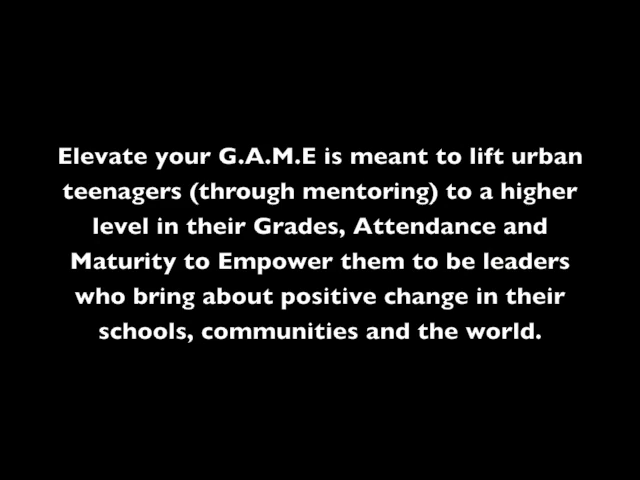 Elevate your G.A.M.E is meant to lift urban
teenagers (through mentoring) to a higher
level in their Grades, Attendance and
Maturity to Empower them to be leaders
who bring about positive change in their
schools, communities and the world.